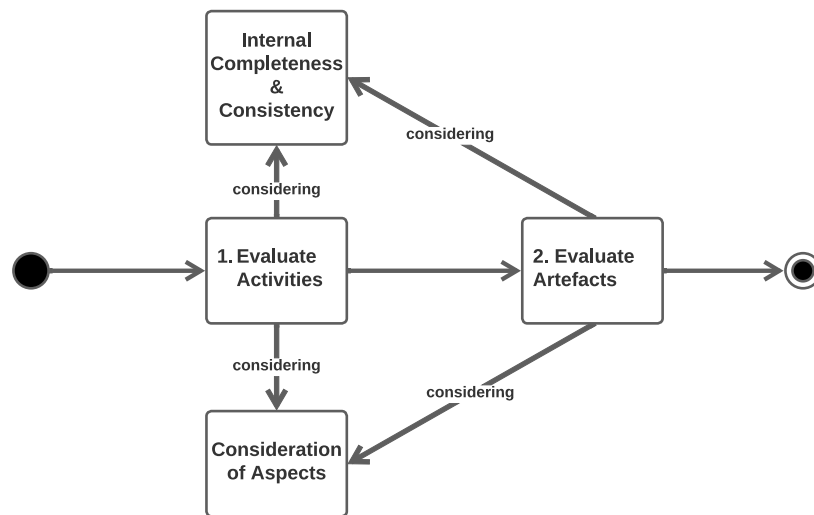 Internal
Completeness
&
Consistency
considering
considering
1. Evaluate
Activities
2. Evaluate
Artefacts
considering
considering
Consideration
of Aspects